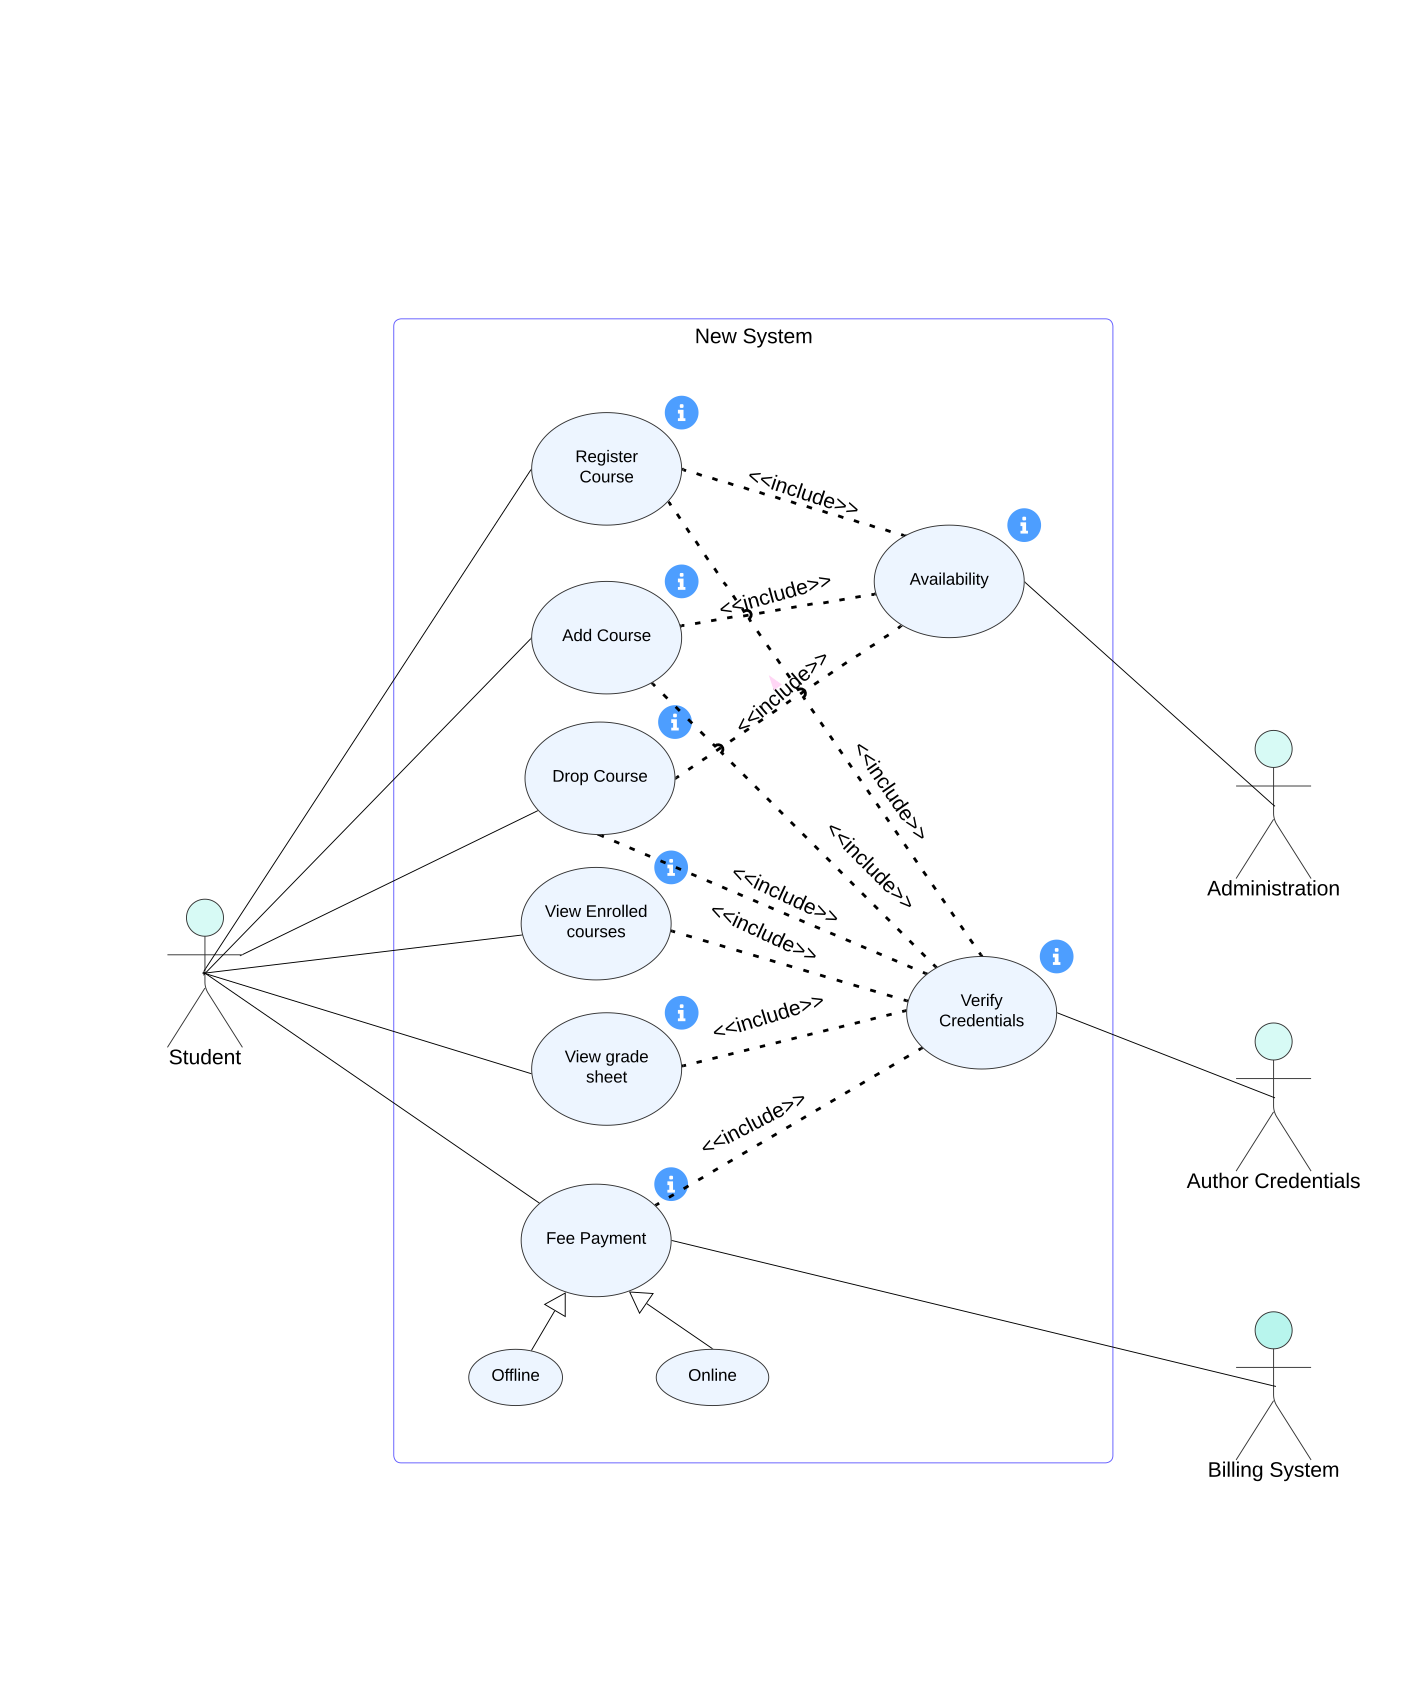 New System
Register
Course
<<include>>
Availability
<<include>>
Add Course
<<include>>
Drop Course
<<include>>
<<include>>
<<include>>
View Enrolled
courses
<<include>>
Student
Administration
Verify
Credentials
<<include>>
View grade
sheet
<<include>>
Author Credentials
Fee Payment
Offline
Online
Billing System